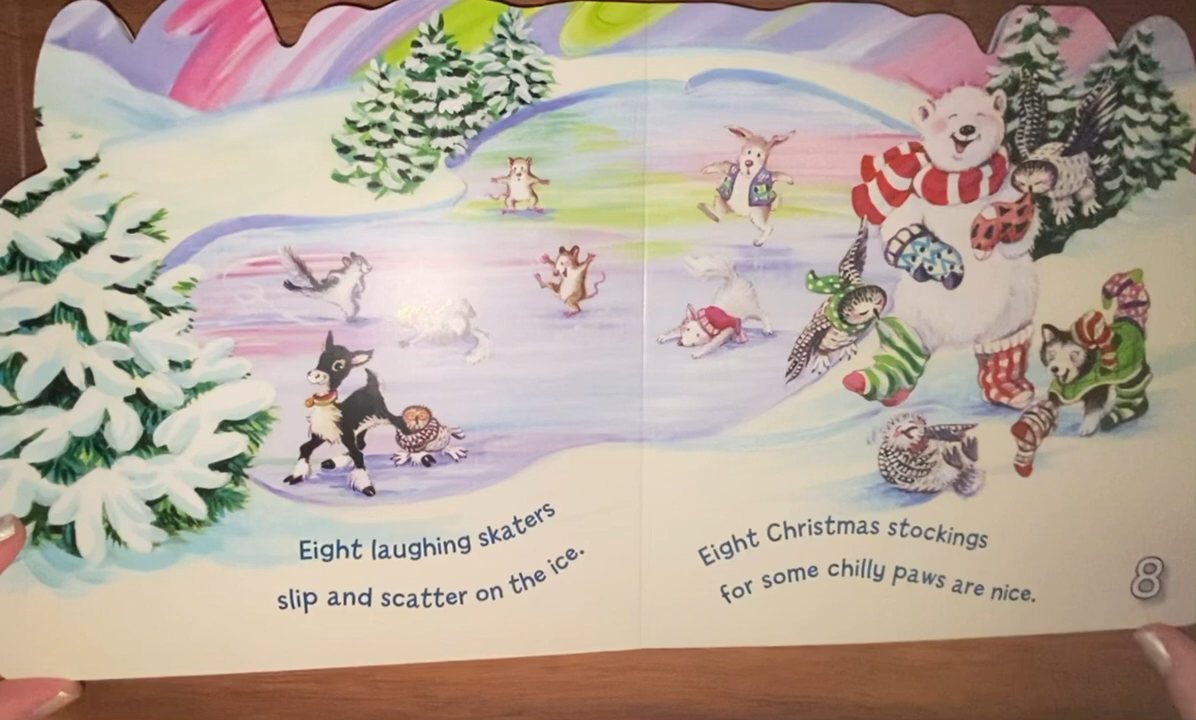 Eight laughing skaters
slip and scatter on the ice.
Eight Christmas stockings
for some chilly paws are nice.
8